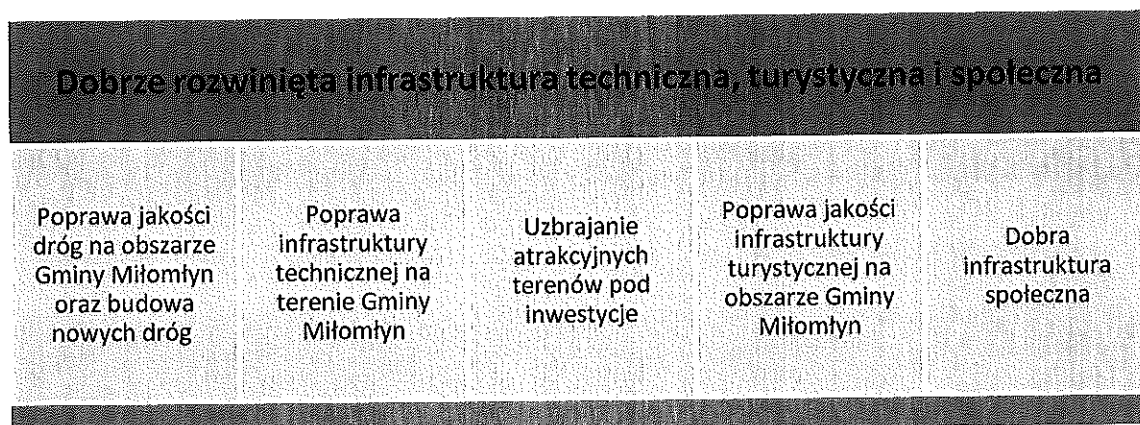 Dobrze rozwinięta infrastruktura techniczna, turystyczna i społeczna
Poprawa jakości
dróg na obszarze
Gminy Miłomłyn
oraz budowa
nowych dróg
Poprawa
infrastruktury
technicznej na
terenie Gminy
Miłomłyn
Uzbrajanie
atrakcyjnych
terenów pod
inwestycje
Poprawa jakości
infrastruktury
turystycznej na
obszarze Gminy
Miłomłyn
Dobra
infrastruktura
społeczna